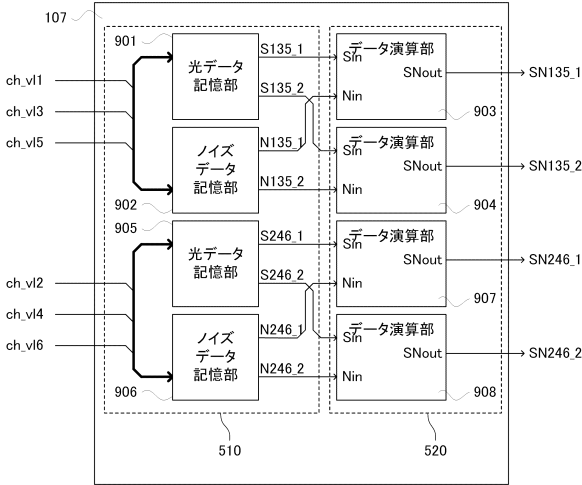 107
901
光データ
記憶部
S135_1
S135_2
データ演算部
Sin
SNout
Nin
903
SN135_1
ch_vl1
ch_vl3
ch_vl5
ノイズ
データ
記憶部
902
N135_1
N135_2
データ演算部
Sin
SNout
Nin
904
SN135_2
905
光データ
記憶部
S246_1
S246_2
データ演算部
Sin
SNout
Nin
907
SN246_1
ch_vl2
ch_vl4
ch_vl6
ノイズ
データ
記憶部
906
N246_1
N246_2
データ演算部
Sin
SNout
Nin
908
SN246_2
510
520